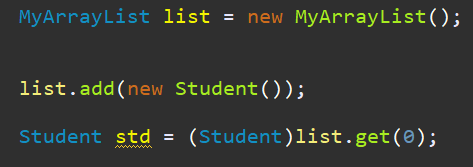 MyArrayList list = new MyArrayList();
list.add(new Student());
Student std = (Student)list.get(0);